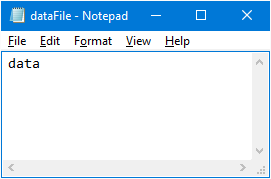 dataFile - Notepad
File Edit Format View Help
data